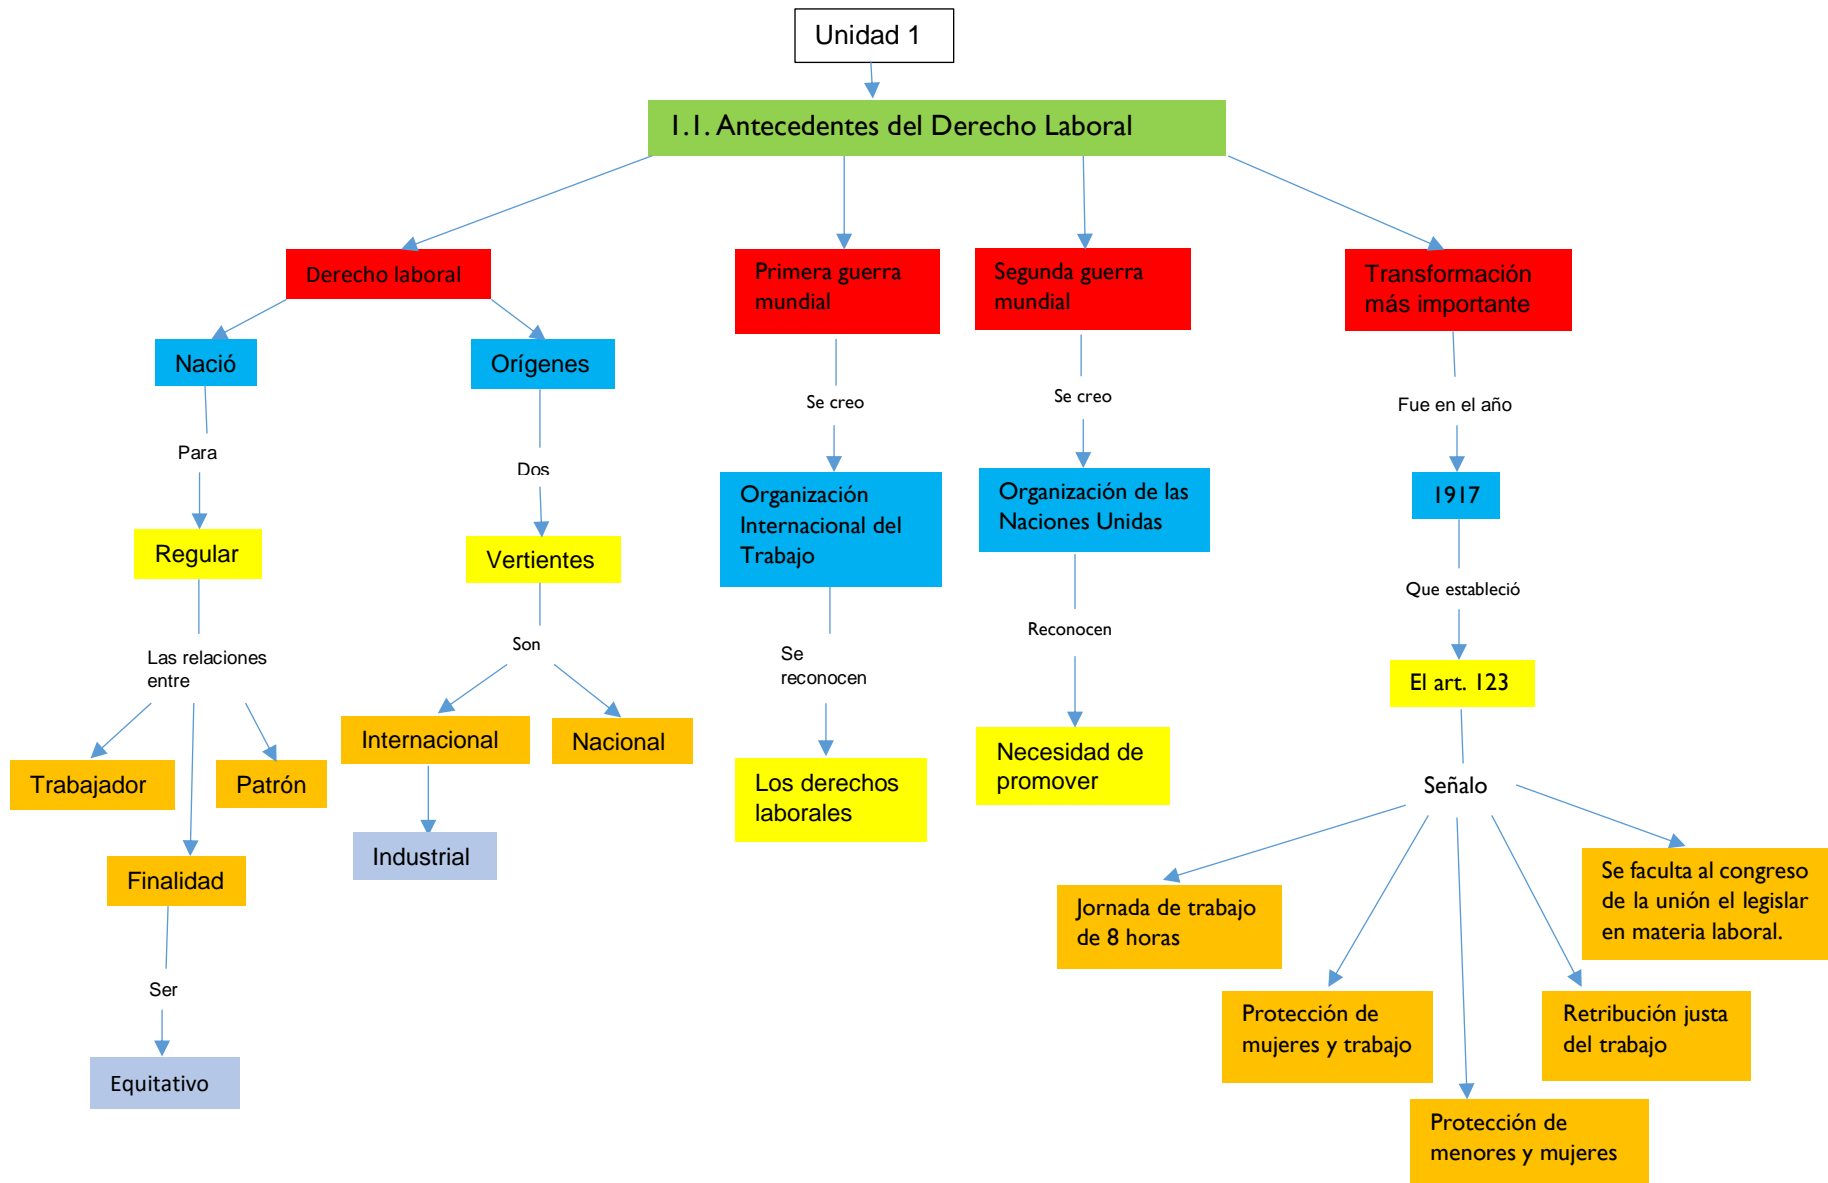 Unidad 1
1.1. Antecedentes del Derecho Laboral
Derecho laboral
Primera guerra
mundial
Segunda guerra
mundial
Transformación
más importante
Nació
Orígenes
Se creo
Se creo
Fue en el año
Para
Dos
Organización
Internacional del
Trabajo
Organización de las
Naciones Unidas
1917
Regular
Vertientes
Que estableció
Las relaciones
entre
Son
Se
reconocen
Reconocen
El art. 123
Internacional
Nacional
Trabajador
Patrón
Los derechos
laborales
Necesidad de
promover
Señalo
Industrial
Finalidad
Jornada de trabajo
de 8 horas
Se faculta al congreso
de la unión el legislar
en materia laboral.
Ser
Protección de
mujeres y trabajo
Retribución justa
del trabajo
Equitativo
Protección de
menores y mujeres